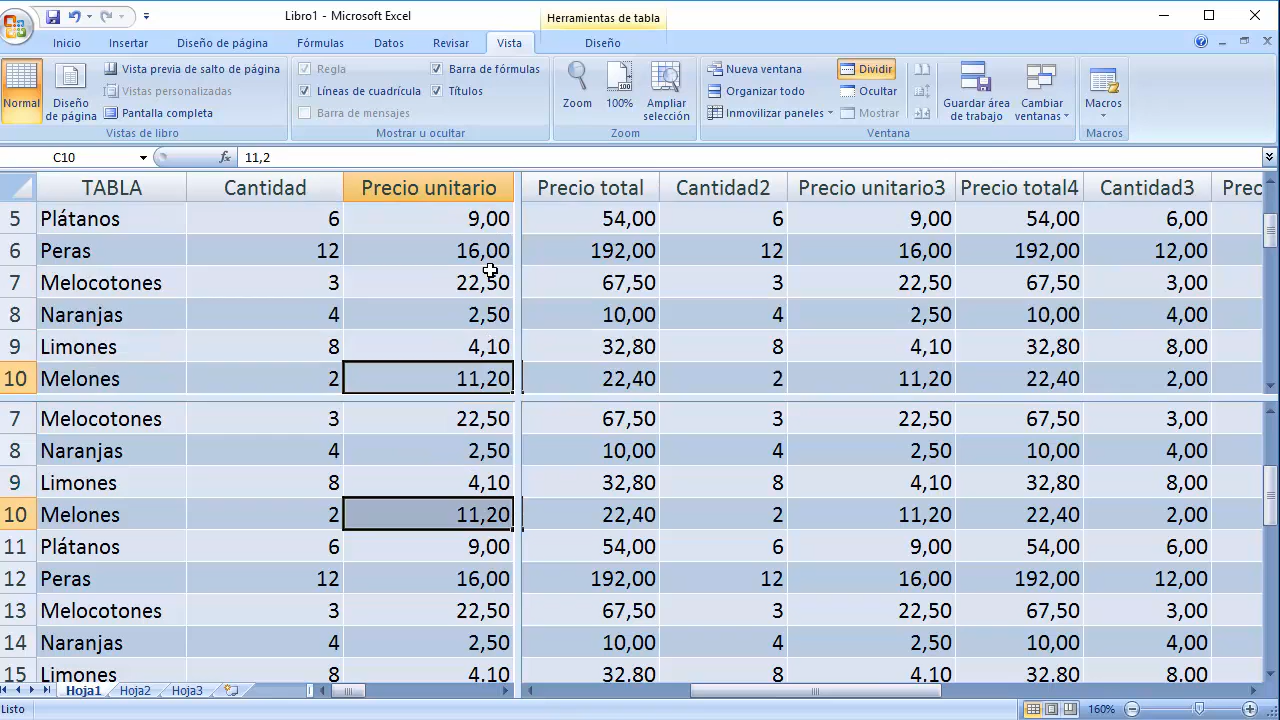 Libro1 - Microsoft Excel
Herramientas de tabla
Inicio Insertar Diseño de página Fórmulas Datos Revisar Vista Diseño
Normal
Diseño de página
Vista previa de salto de página
Vistas personalizadas
Pantalla completa
Vistas de libro
Regla
Líneas de cuadrícula
Barra de mensajes
Barra de fórmulas
Títulos
Mostrar u ocultar
Zoom
100%
Ampliar selección
Zoom
Nueva ventana
Organizar todo
Inmovilizar paneles
Dividir
Ocultar
Mostrar
Guardar área de trabajo
Cambiar ventanas
Ventana
Macros
Macros
C10 fx 11,2
TABLA Cantidad Precio unitario Precio total Cantidad2 Precio unitario3 Precio total4 Cantidad3 Prec
5 Plátanos 6 9,00 54,00 6 9,00 54,00 6,00
6 Peras 12 16,00 192,00 12 16,00 192,00 12,00
7 Melocotones 3 22,50 67,50 3 22,50 67,50 3,00
8 Naranjas 4 2,50 10,00 4 2,50 10,00 4,00
9 Limones 8 4,10 32,80 8 4,10 32,80 8,00
10 Melones 2 11,20 22,40 2 11,20 22,40 2,00
7 Melocotones 3 22,50 67,50 3 22,50 67,50 3,00
8 Naranjas 4 2,50 10,00 4 2,50 10,00 4,00
9 Limones 8 4,10 32,80 8 4,10 32,80 8,00
10 Melones 2 11,20 22,40 2 11,20 22,40 2,00
11 Plátanos 6 9,00 54,00 6 9,00 54,00 6,00
12 Peras 12 16,00 192,00 12 16,00 192,00 12,00
13 Melocotones 3 22,50 67,50 3 22,50 67,50 3,00
14 Naranjas 4 2,50 10,00 4 2,50 10,00 4,00
15 Limones 8 4,10 32,80 8 4,10 32,80 8,00
Hoja1 Hoja2 Hoja3
Listo 160%